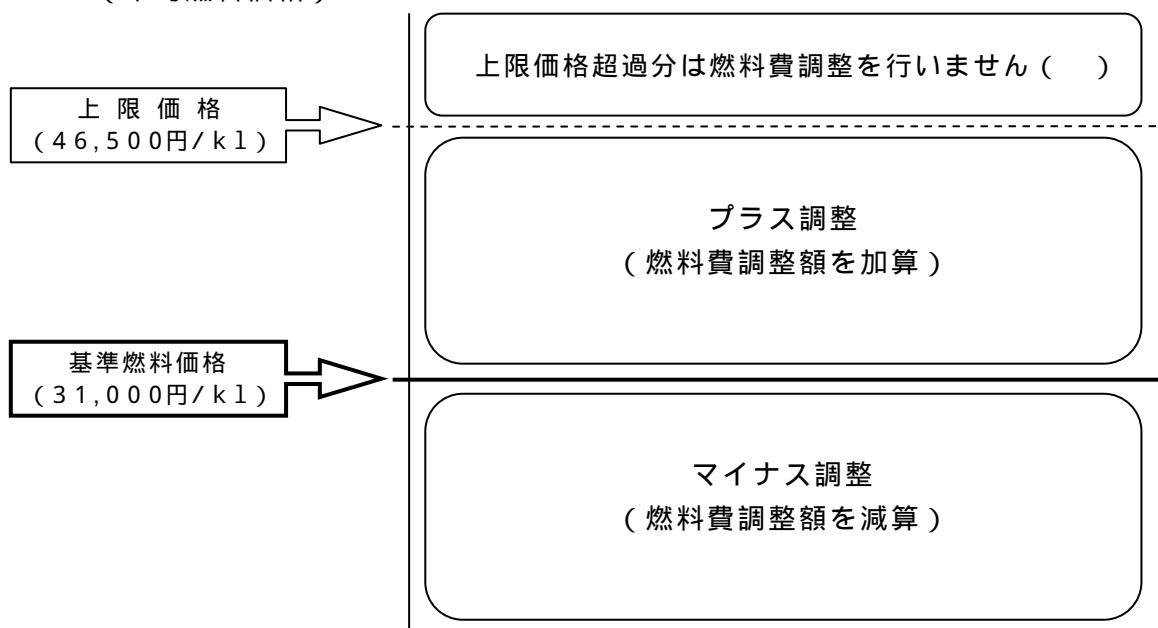 上限価格超過分は燃料費調整を行いません(　)
上限価格
(46,500円/kl)
プラス調整
(燃料費調整額を加算)
基準燃料価格
(31,000円/kl)
マイナス調整
(燃料費調整額を減算)